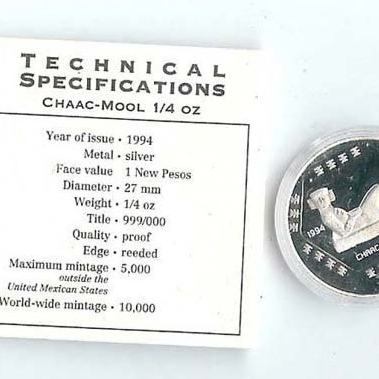 TECHNICAL
SPECIFICATIONS
CHAAC-MOOL 1/4 OZ
Year of issue • 1994
Metal • silver
Face value 1 New Pesos
Diameter • 27 mm
Weight • 1/4 oz
Title • 999/000
Quality • proof
Edge • reeded
Maximum mintage • 5,000
outside the
United Mexican States
World-wide mintage • 10,000
1994
CHAAC